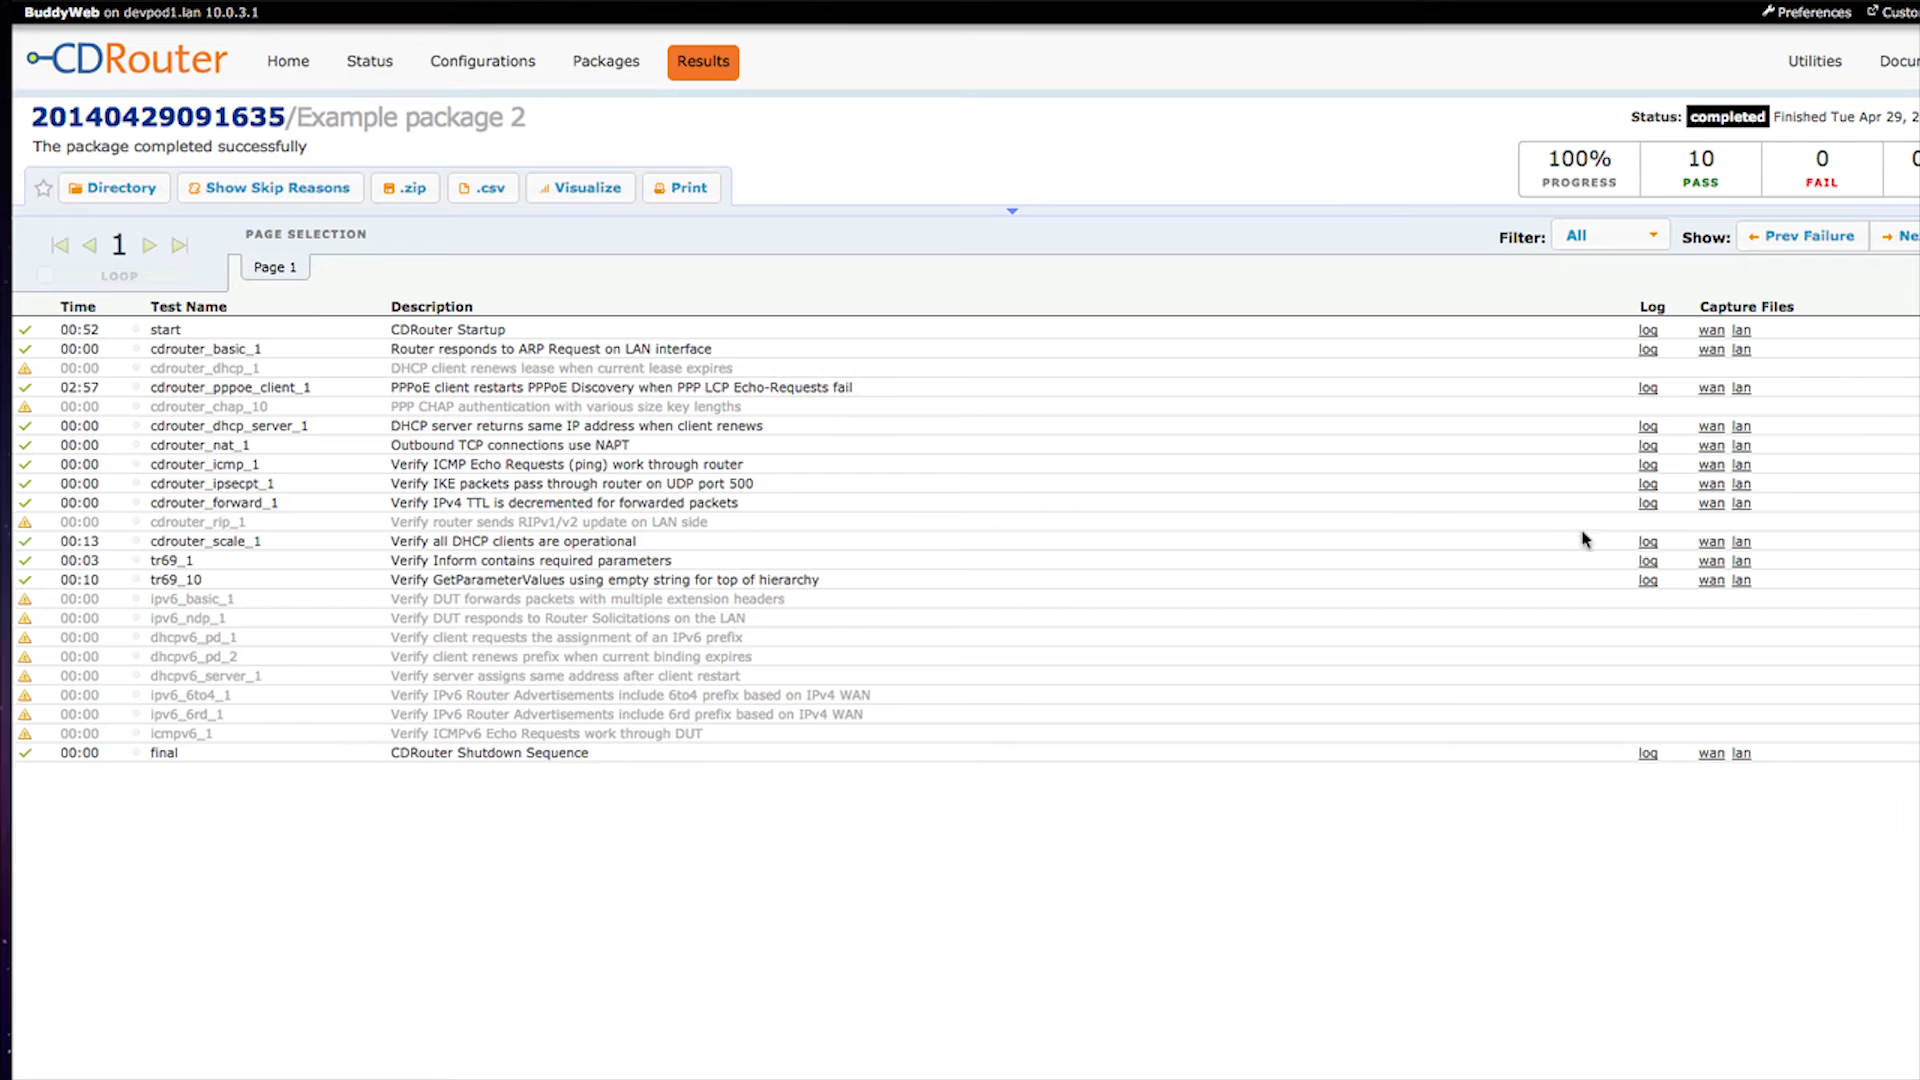 BuddyWeb on devpod1.lan 10.0.3.1 Preferences Custo
CDRouter Home Status Configurations Packages Results Utilities Docu
20140429091635/Example package 2 Status: completed Finished Tue Apr 29, 2
The package completed successfully
100% 10 0
PROGRESS PASS FAIL
Directory Show Skip Reasons .zip .csv Visualize Print
1 PAGE SELECTION Filter: All Show: Prev Failure Ne
LOOP Page 1
Time Test Name Description Log Capture Files
00:52 start CDRouter Startup log wan lan
00:00 cdrouter_basic_1 Router responds to ARP Request on LAN interface log wan lan
00:00 cdrouter_dhcp_1 DHCP client renews lease when current lease expires
02:57 cdrouter_pppoe_client_1 PPPoE client restarts PPPoE Discovery when PPP LCP Echo-Requests fail log wan lan
00:00 cdrouter_chap_10 PPP CHAP authentication with various size key lengths
00:00 cdrouter_dhcp_server_1 DHCP server returns same IP address when client renews log wan lan
00:00 cdrouter_nat_1 Outbound TCP connections use NAPT log wan lan
00:00 cdrouter_icmp_1 Verify ICMP Echo Requests (ping) work through router log wan lan
00:00 cdrouter_ipsecpt_1 Verify IKE packets pass through router on UDP port 500 log wan lan
00:00 cdrouter_forward_1 Verify IPv4 TTL is decremented for forwarded packets log wan lan
00:00 cdrouter_rip_1 Verify router sends RIPv1/v2 update on LAN side
00:13 cdrouter_scale_1 Verify all DHCP clients are operational log wan lan
00:03 tr69_1 Verify Inform contains required parameters log wan lan
00:10 tr69_10 Verify GetParameterValues using empty string for top of hierarchy log wan lan
00:00 ipv6_basic_1 Verify DUT forwards packets with multiple extension headers
00:00 ipv6_ndp_1 Verify DUT responds to Router Solicitations on the LAN
00:00 dhcpv6_pd_1 Verify client requests the assignment of an IPv6 prefix
00:00 dhcpv6_pd_2 Verify client renews prefix when current binding expires
00:00 dhcpv6_server_1 Verify server assigns same address after client restart
00:00 ipv6_6to4_1 Verify IPv6 Router Advertisements include 6to4 prefix based on IPv4 WAN
00:00 ipv6_6rd_1 Verify IPv6 Router Advertisements include 6rd prefix based on IPv4 WAN
00:00 icmpv6_1 Verify ICMPv6 Echo Requests work through DUT
00:00 final CDRouter Shutdown Sequence log wan lan